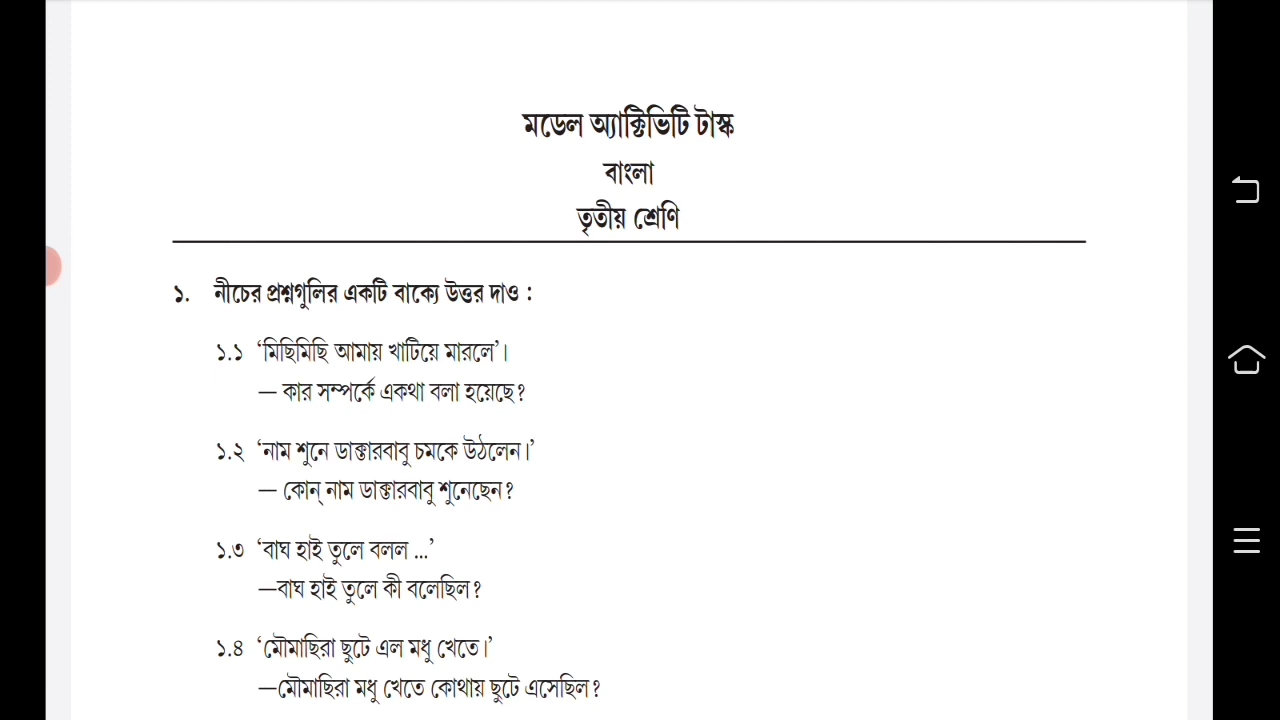 মডেল অ্যাক্টিভিটি টাস্ক
বাংলা
তৃতীয় শ্রেণি
১. নীচের প্রশ্নগুলির একটি বাক্যে উত্তর দাও :
১.১ ‘মিছিমিছি আমায় খাটিয়ে মারলে’।
— কার সম্পর্কে একথা বলা হয়েছে?
১.২ ‘নাম শুনে ডাক্তারবাবু চমকে উঠলেন।’
— কোন্ নাম ডাক্তারবাবু শুনেছেন?
১.৩ ‘বাঘ হাই তুলে বলল ...’
—বাঘ হাই তুলে কী বলেছিল?
১.৪ ‘মৌমাছিরা ছুটে এল মধু খেতে।’
—মৌমাছিরা মধু খেতে কোথায় ছুটে এসেছিল?